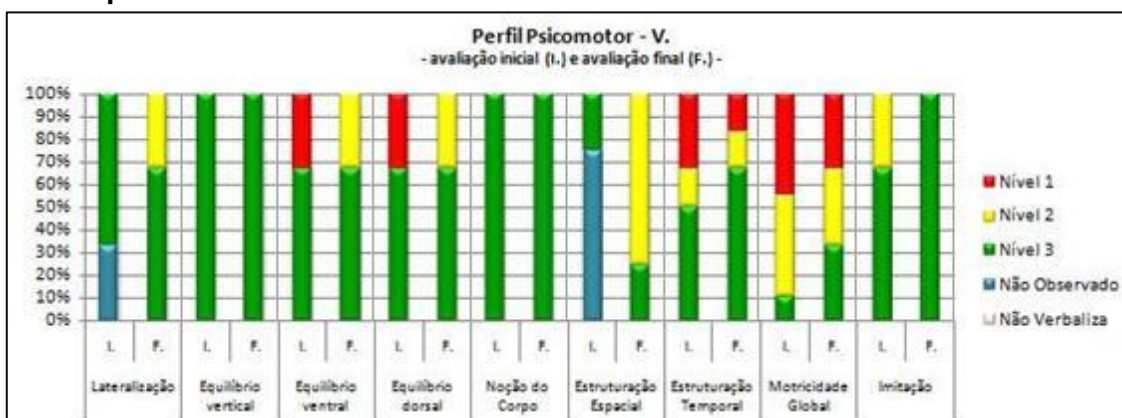 Perfil Psicomotor - V.
- avaliação inicial (I.) e avaliação final (F.) -
100%
90%
80%
70%
60%
50%
40%
30%
20%
10%
0%
I. F. I. F. I. F. I. F. I. F. I. F. I. F. I. F. I. F.
Lateralização Equilíbrio vertical Equilíbrio ventral Equilíbrio dorsal Noção do Corpo Estruturação Espacial Estruturação Temporal Motricidade Global Imitação
Nível 1
Nível 2
Nível 3
Não Observado
Não Verbaliza